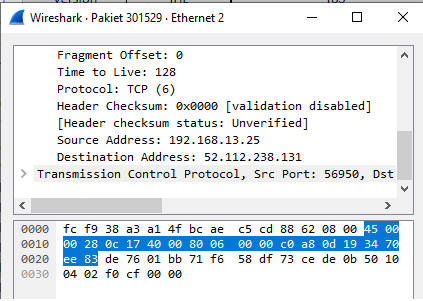 Wireshark · Pakiet 301529 · Ethernet 2
Fragment Offset: 0
Time to Live: 128
Protocol: TCP (6)
Header Checksum: 0x0000 [validation disabled]
[Header checksum status: Unverified]
Source Address: 192.168.13.25
Destination Address: 52.112.238.131
Transmission Control Protocol, Src Port: 56950, Dst
0000 fc f9 38 a3 a1 4f bc ae c5 cd 88 62 08 00 45 00
0010 00 28 0c 17 40 00 80 06 00 00 c0 a8 0d 19 34 70
0020 ee 83 de 76 01 bb 71 f6 58 df 73 ce de 0b 50 10
0030 04 02 f0 cf 00 00